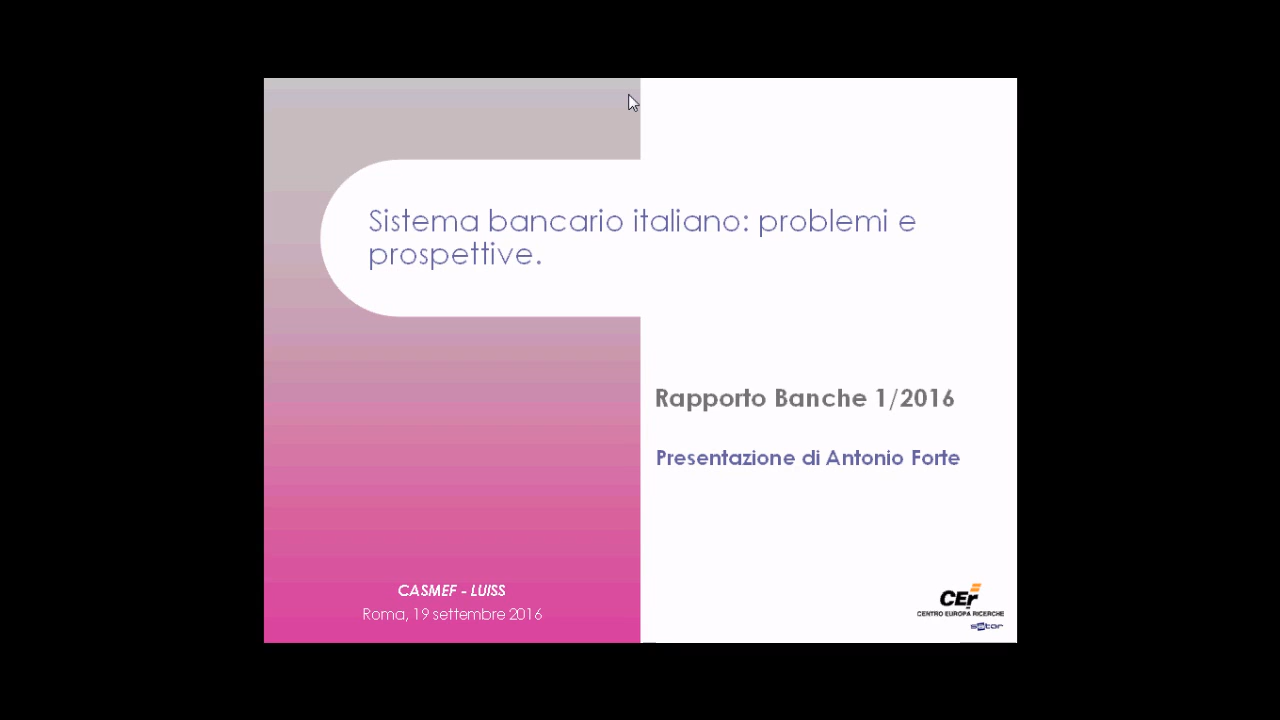 Sistema bancario italiano: problemi e
prospettive.
Rapporto Banche 1/2016
Presentazione di Antonio Forte
CASMEF - LUISS
Roma, 19 settembre 2016
CEr
CENTRO EUROPA RICERCHE